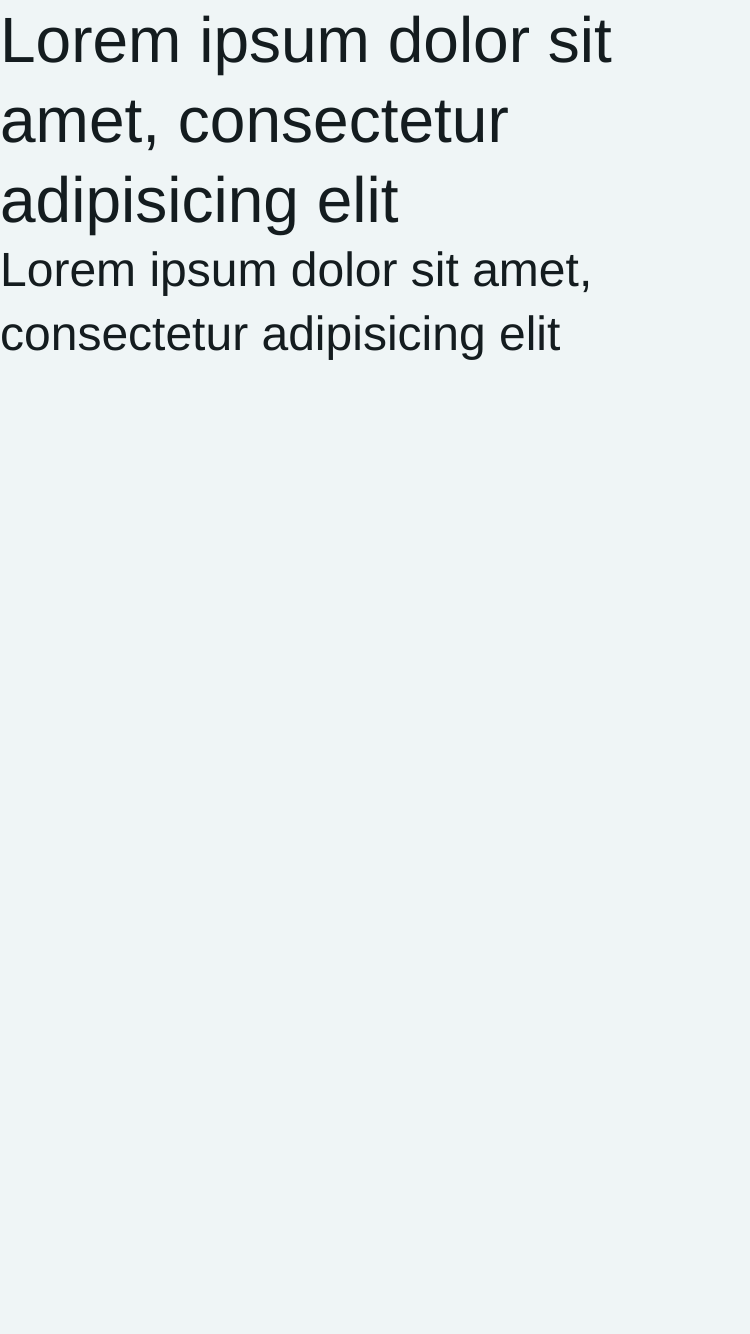 Lorem ipsum dolor sit
amet, consectetur
adipisicing elit
Lorem ipsum dolor sit amet,
consectetur adipisicing elit